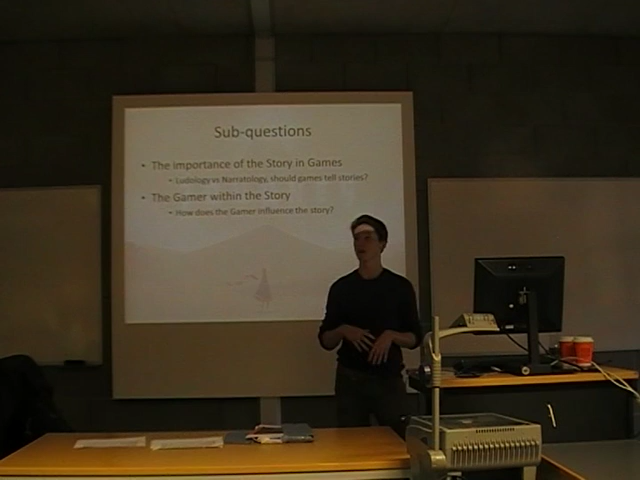 Sub-questions
• The importance of the Story in Games
- Ludology vs Narratology, should games tell stories?
• The Gamer within the Story
- How does the Gamer influence the story?